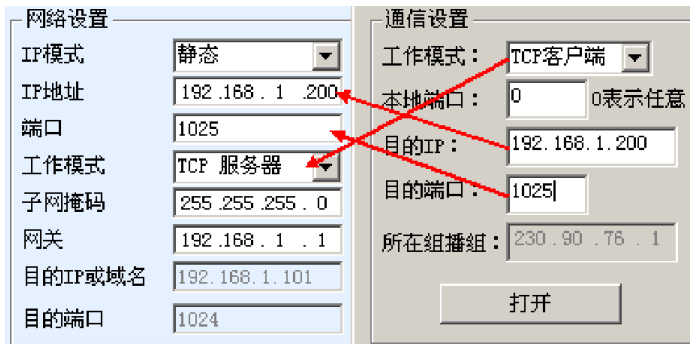 网络设置
IP模式 静态
IP地址 192 .168 . 1 .200
端口 1025
工作模式 TCP 服务器
子网掩码 255 .255 .255 . 0
网关 192 .168 . 1 . 1
目的IP或域名 192.168.1.101
目的端口 1024
通信设置
工作模式： TCP客户端
本地端口： 0 0表示任意
目的IP： 192.168.1.200
目的端口： 1025
所在组播组： 230 .90 .76 . 1
打开